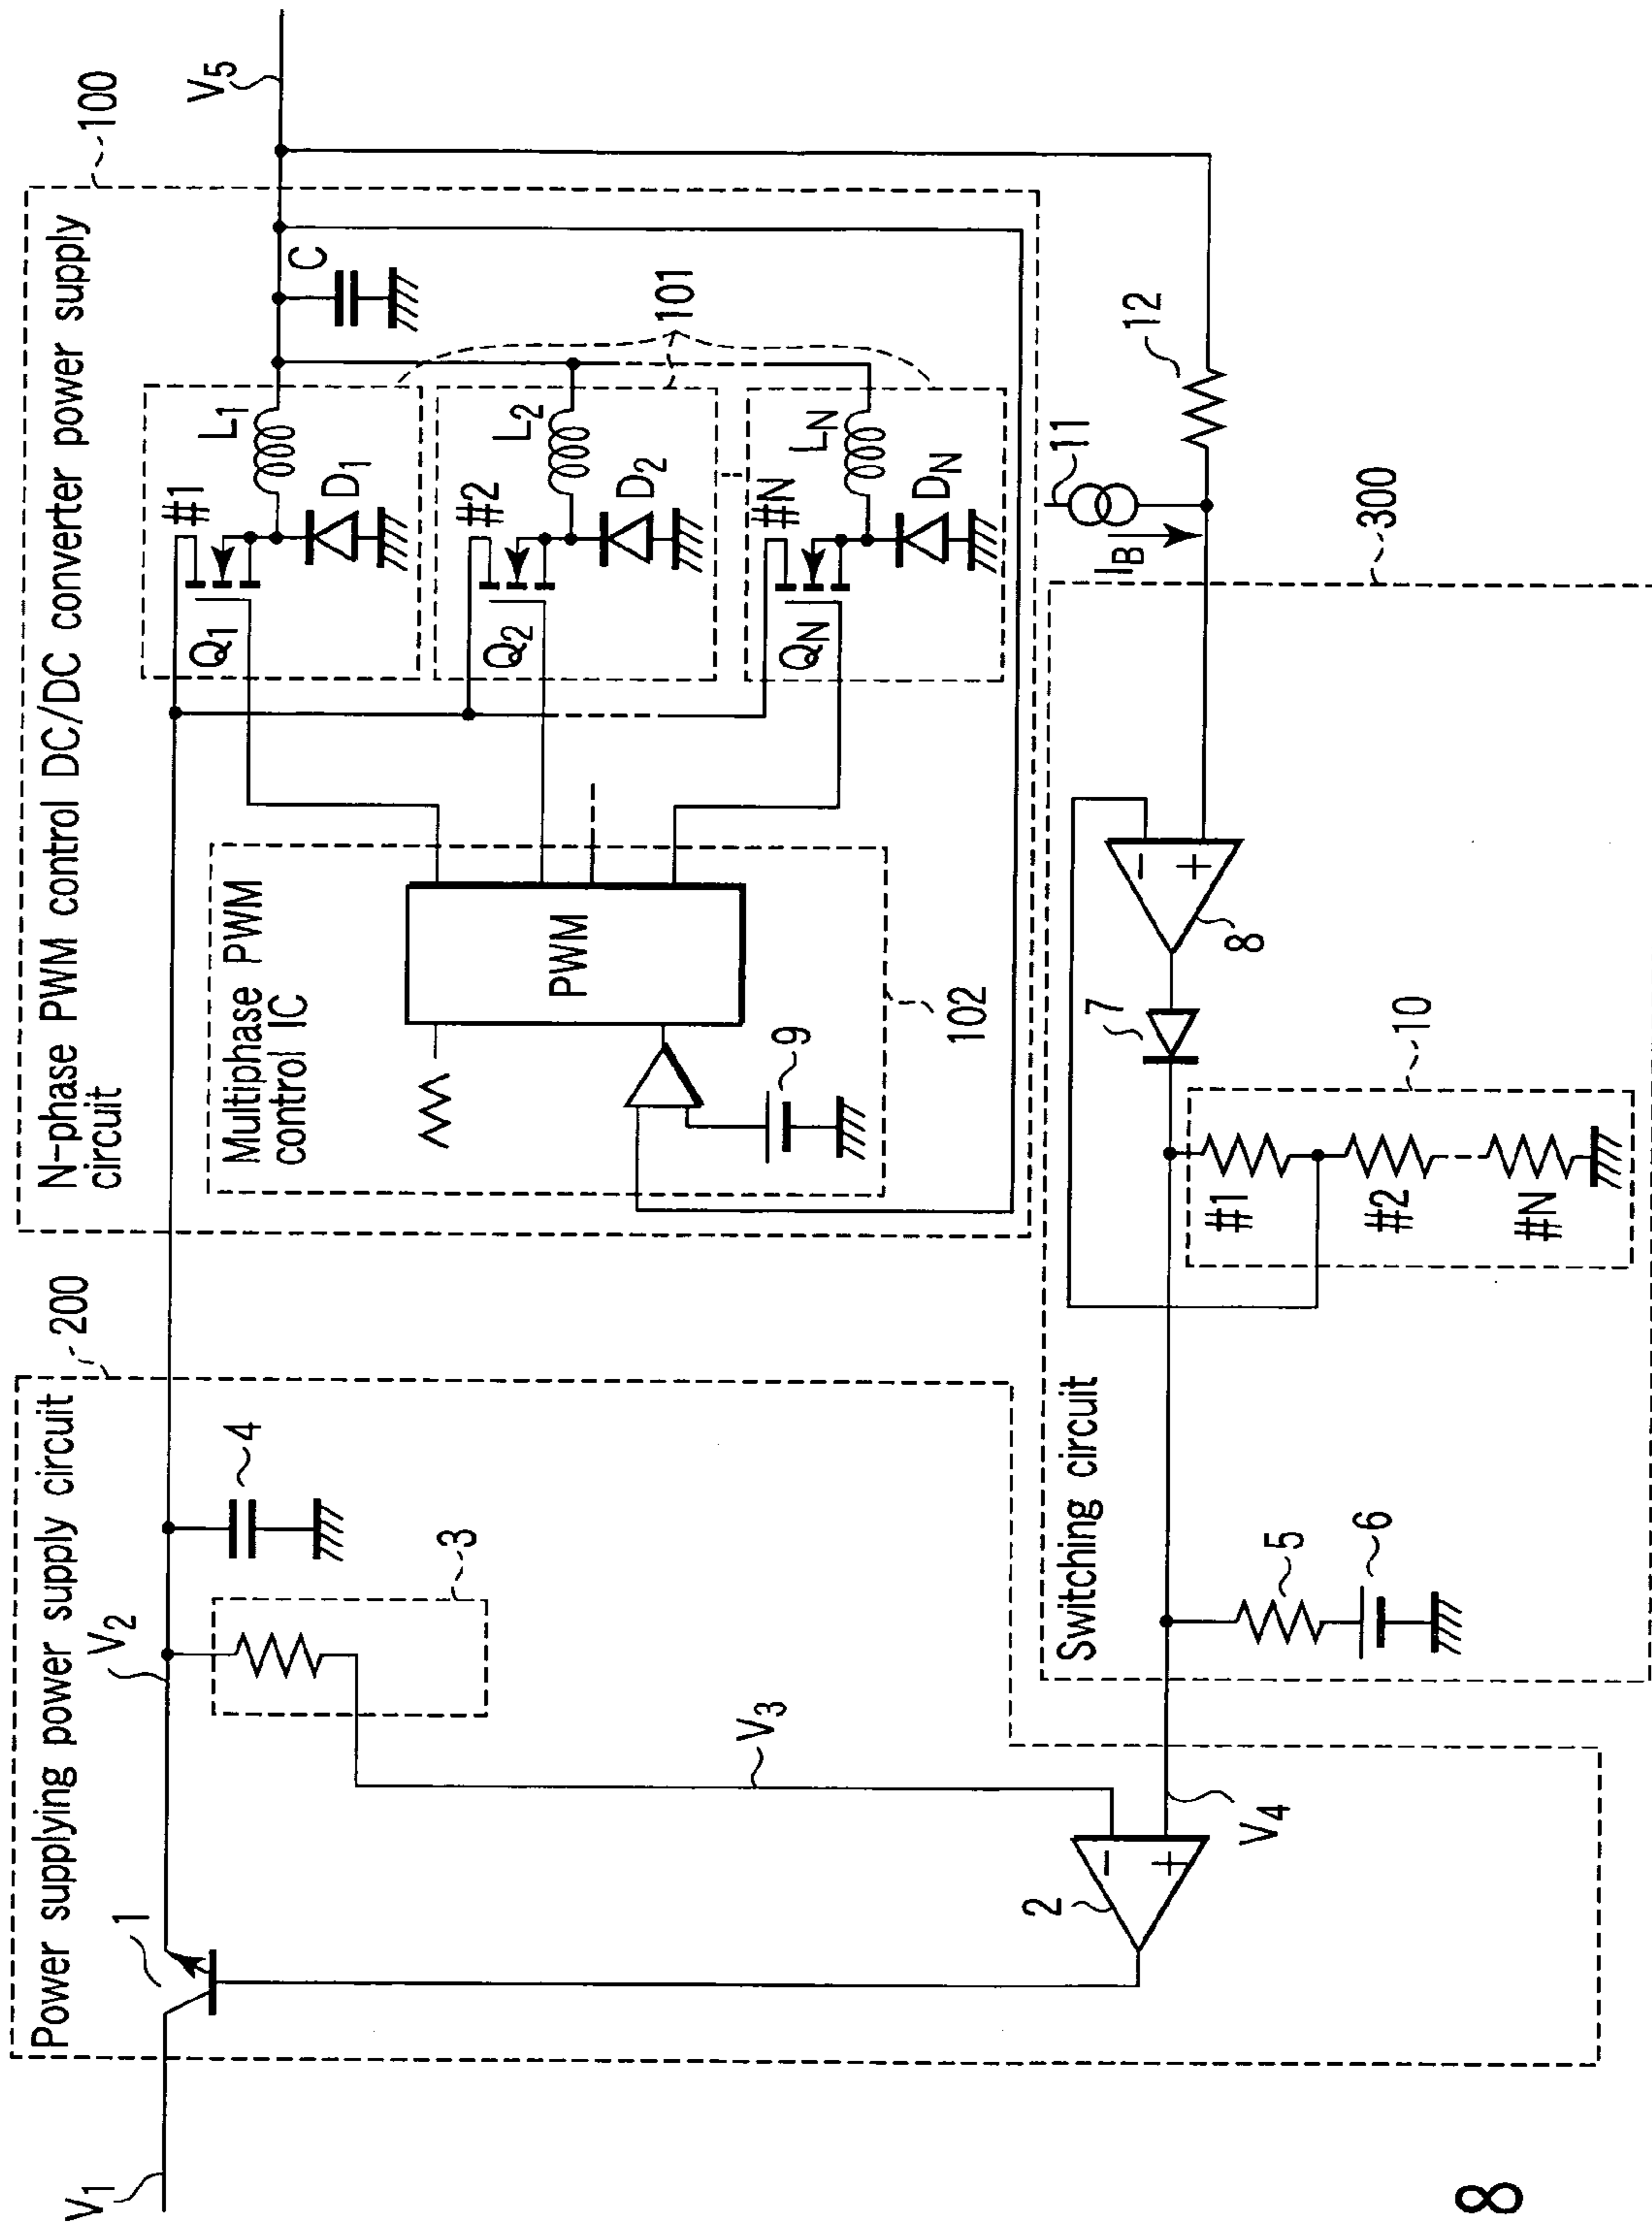 N-phase PWM control DC/DC converter power supply
circuit
100
V5
Power supplying power supply circuit
200
V1
1
V2
4
3
V3
2
V4
Multiphase PWM
control IC
PWM
9
102
#1
Q1
L1
D1
#2
Q2
L2
D2
#N
QN
LN
DN
101
C
Switching circuit
300
5
6
7
8
10
#1
#2
#N
11
IB
12
-
+
-
+
8